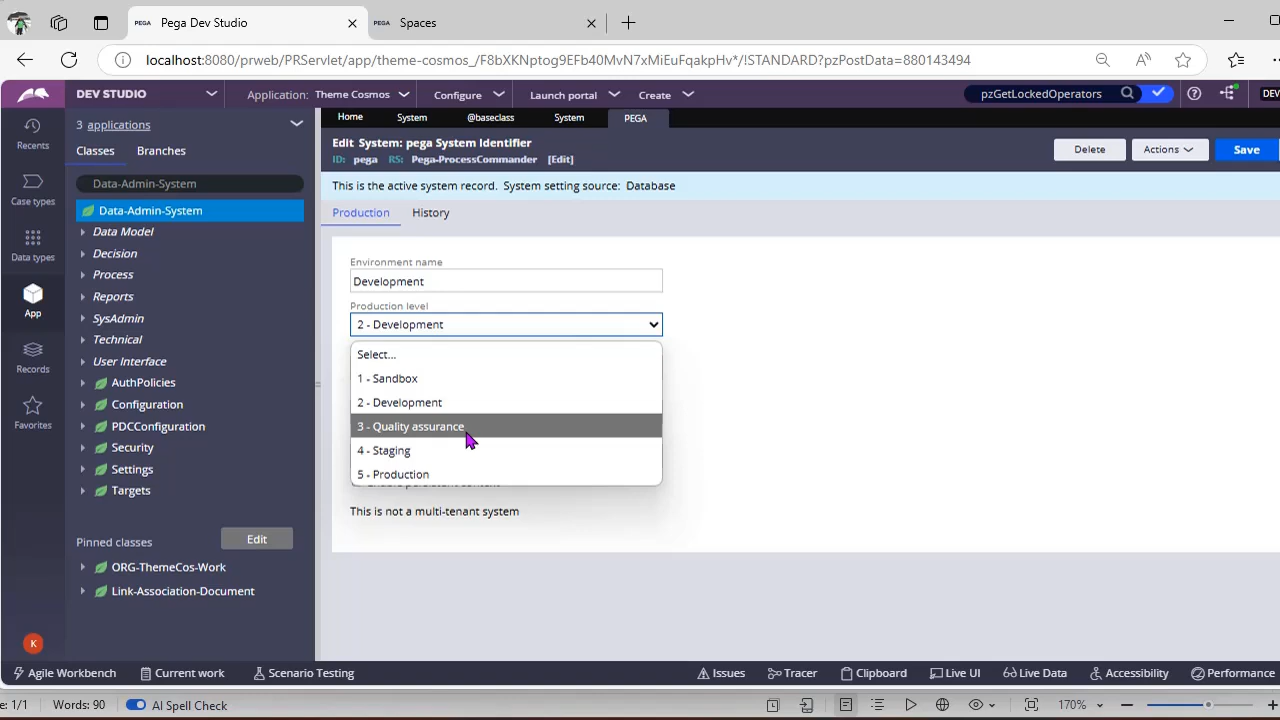 Pega Dev Studio
PEGA Spaces
localhost:8080/prweb/PRServlet/app/theme-cosmos_/F8bXKNptog9EFb40MvN7xMiEuFqakpHv*/!STANDARD?pzPostData=880143494
DEV STUDIO
Application: Theme Cosmos
Configure
Launch portal
Create
pzGetLockedOperators
DEV
Recents
Case types
Data types
App
Records
Favorites
K
3 applications
Classes Branches
Data-Admin-System
Data-Admin-System
Data Model
Decision
Process
Reports
SysAdmin
Technical
User Interface
AuthPolicies
Configuration
PDCConfiguration
Security
Settings
Targets
Pinned classes Edit
ORG-ThemeCos-Work
Link-Association-Document
Home System @baseclass System PEGA
Edit System: pega System Identifier
ID: pega RS: Pega-ProcessCommander [Edit]
Delete Actions Save
This is the active system record. System setting source: Database
Production History
Environment name
Development
Production level
2 - Development
Select...
1 - Sandbox
2 - Development
3 - Quality assurance
4 - Staging
5 - Production
This is not a multi-tenant system
Agile Workbench Current work Scenario Testing Issues Tracer Clipboard Live UI Live Data Accessibility Performance
e: 1/1 Words: 90 AI Spell Check 170%